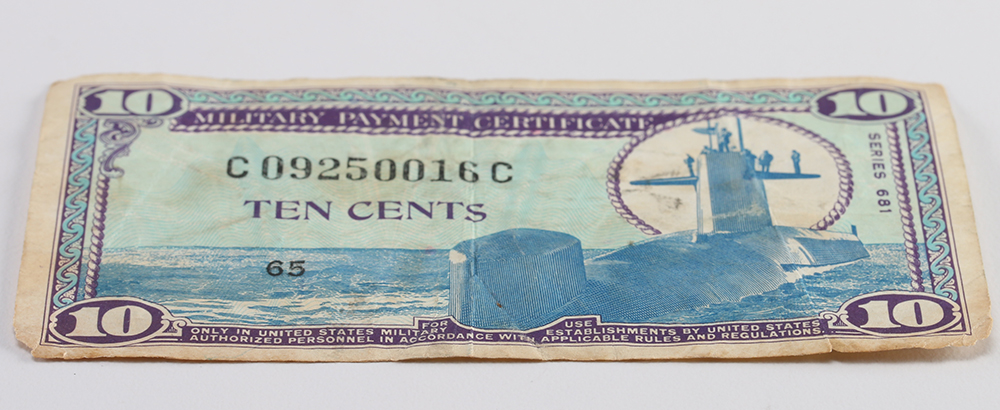 10 10
MILITARY PAYMENT CERTIFICATE
SERIES 681
C09250016C
TEN CENTS
65
10 10
FOR USE
ONLY IN UNITED STATES MILITARY ESTABLISHMENTS BY UNITED STATES
AUTHORIZED PERSONNEL IN ACCORDANCE WITH APPLICABLE RULES AND REGULATIONS.